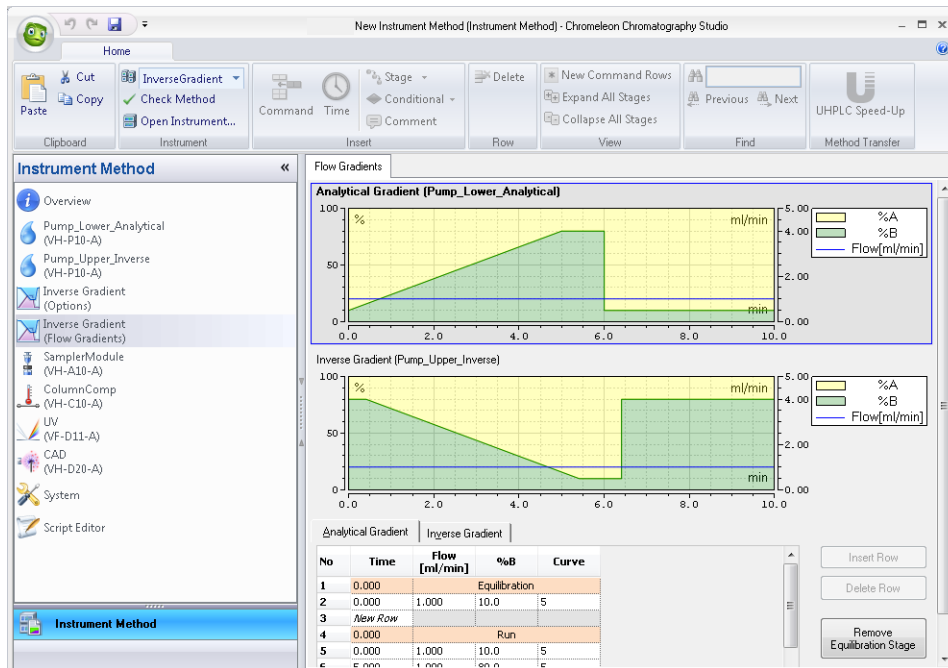 New Instrument Method (Instrument Method) - Chromeleon Chromatography Studio
Home
Paste
Cut
Copy
Clipboard
InverseGradient
Check Method
Open Instrument...
Instrument
Command
Time
Stage
Conditional
Comment
Insert
Delete
Row
New Command Rows
Expand All Stages
Collapse All Stages
View
Previous Next
Find
UHPLC Speed-Up
Method Transfer
Instrument Method «
Overview
Pump_Lower_Analytical
(VH-P10-A)
Pump_Upper_Inverse
(VH-P10-A)
Inverse Gradient
(Options)
Inverse Gradient
(Flow Gradients)
SamplerModule
(VH-A10-A)
ColumnComp
(VH-C10-A)
UV
(VF-D11-A)
CAD
(VH-D20-A)
System
Script Editor
Instrument Method
Flow Gradients
Analytical Gradient (Pump_Lower_Analytical)
100
50
0
%
ml/min
min
5.00
4.00
2.00
0.00
0.0 2.0 4.0 6.0 8.0 10.0
%A
%B
Flow[ml/min]
Inverse Gradient (Pump_Upper_Inverse)
100
50
0
%
ml/min
min
5.00
4.00
2.00
0.00
0.0 2.0 4.0 6.0 8.0 10.0
%A
%B
Flow[ml/min]
Analytical Gradient Inverse Gradient
No Time Flow [ml/min] %B Curve
1 0.000 Equilibration
2 0.000 1.000 10.0 5
3 New Row
4 0.000 Run
5 0.000 1.000 10.0 5
6 5.000 1.000 80.0 5
Insert Row
Delete Row
Remove
Equilibration Stage